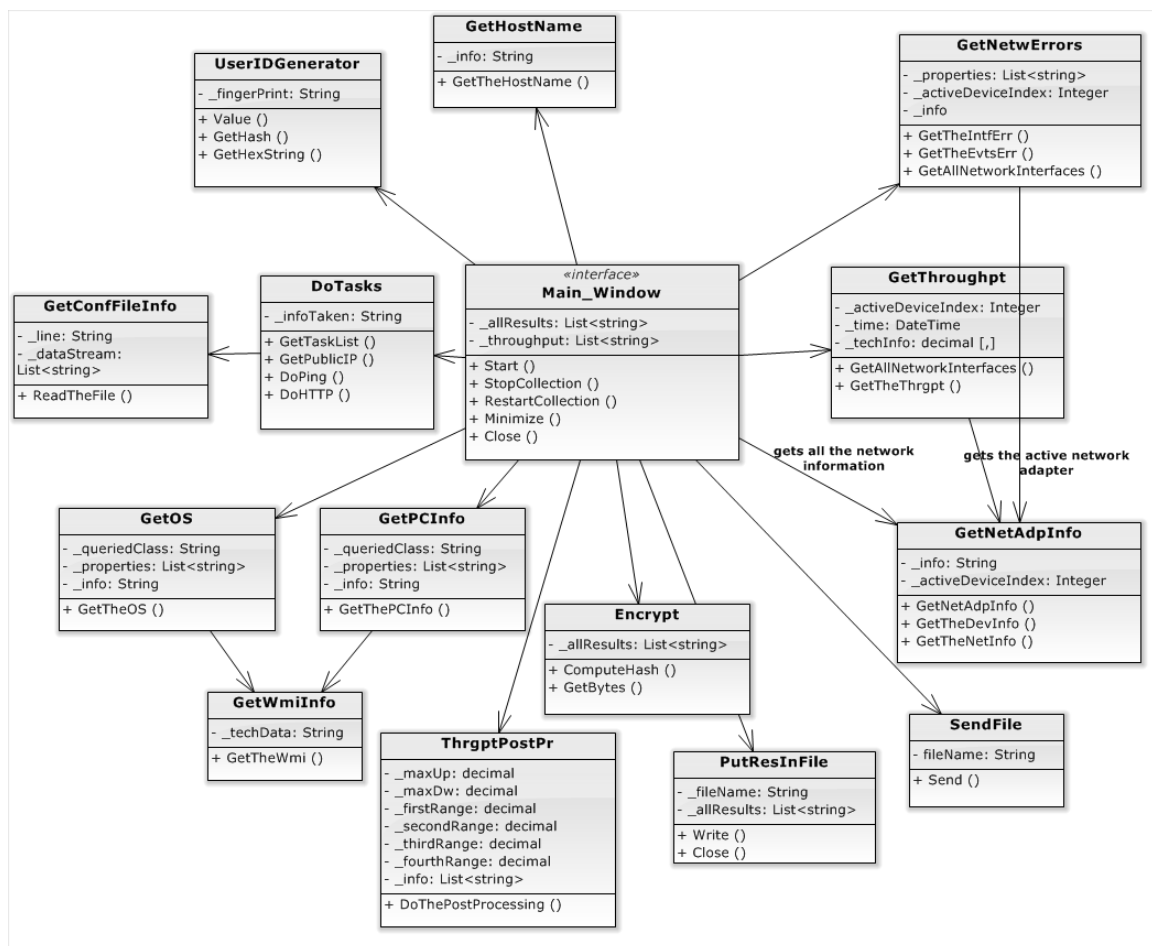 GetHostName
- _info: String
+ GetTheHostName ()
UserIDGenerator
- _fingerPrint: String
+ Value ()
+ GetHash ()
+ GetHexString ()
GetNetwErrors
- _properties: List<string>
- _activeDeviceIndex: Integer
- _info
+ GetTheIntfErr ()
+ GetTheEvtsErr ()
+ GetAllNetworkInterfaces ()
GetConfFileInfo
- _line: String
- _dataStream:
List<string>
+ ReadTheFile ()
DoTasks
- _infoTaken: String
+ GetTaskList ()
+ GetPublicIP ()
+ DoPing ()
+ DoHTTP ()
«interface»
Main_Window
- _allResults: List<string>
- _throughput: List<string>
+ Start ()
+ StopCollection ()
+ RestartCollection ()
+ Minimize ()
+ Close ()
GetThroughpt
- _activeDeviceIndex: Integer
- _time: DateTime
- _techInfo: decimal [,]
+ GetAllNetworkInterfaces ()
+ GetTheThrgpt ()
gets all the network
information
gets the active network
adapter
GetOS
- _queriedClass: String
- _properties: List<string>
- _info: String
+ GetTheOS ()
GetPCInfo
- _queriedClass: String
- _properties: List<string>
- _info: String
+ GetThePCInfo ()
GetNetAdpInfo
- _info: String
- _activeDeviceIndex: Integer
+ GetNetAdpInfo ()
+ GetTheDevInfo ()
+ GetTheNetInfo ()
Encrypt
- _allResults: List<string>
+ ComputeHash ()
+ GetBytes ()
GetWmiInfo
- _techData: String
+ GetTheWmi ()
ThrgptPostPr
- _maxUp: decimal
- _maxDw: decimal
- _firstRange: decimal
- _secondRange: decimal
- _thirdRange: decimal
- _fourthRange: decimal
- _info: List<string>
+ DoThePostProcessing ()
PutResInFile
- _fileName: String
- _allResults: List<string>
+ Write ()
+ Close ()
SendFile
- fileName: String
+ Send ()